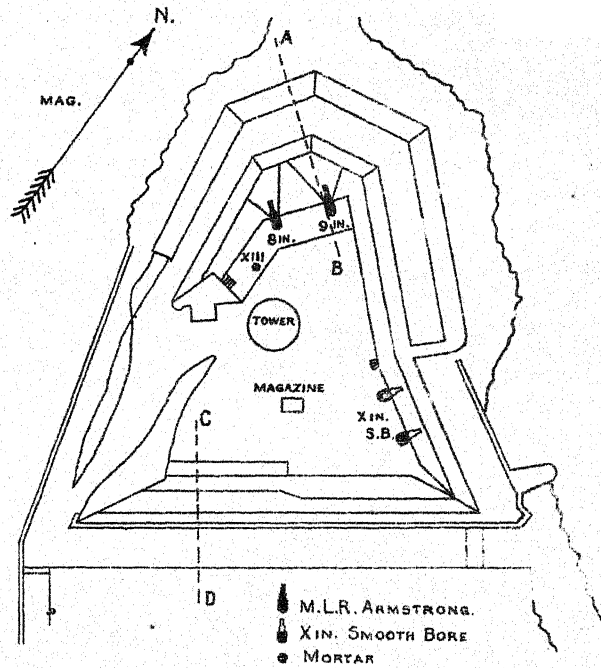 N.
MAG.
A
8 IN.
9 IN.
XIII
B
TOWER
MAGAZINE
X IN.
S.B.
C
D
M.L.R. ARMSTRONG.
X IN. SMOOTH BORE
MORTAR